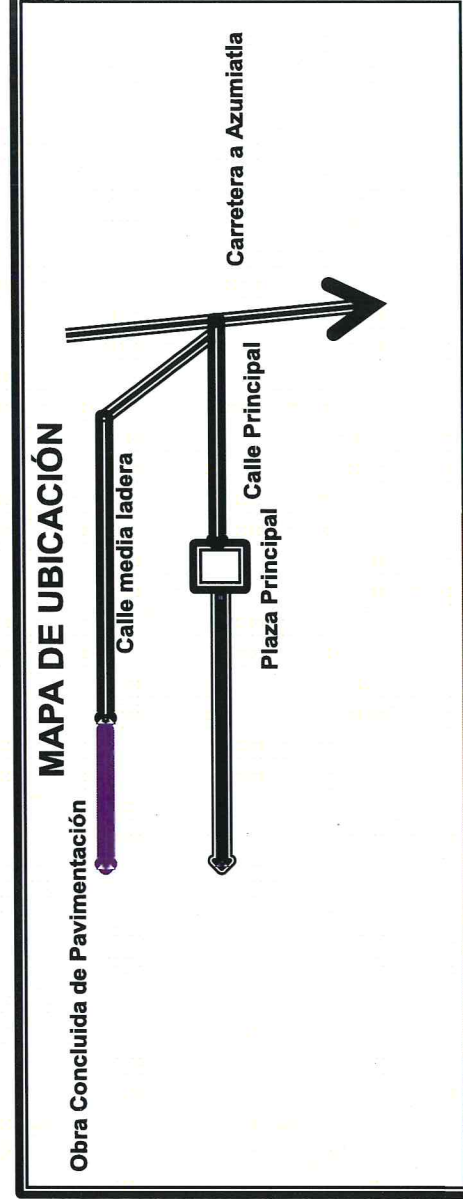 MAPA DE UBICACIÓN
Obra Concluida de Pavimentación
Calle media ladera
Carretera a Azumiatla
Calle Principal
Plaza Principal